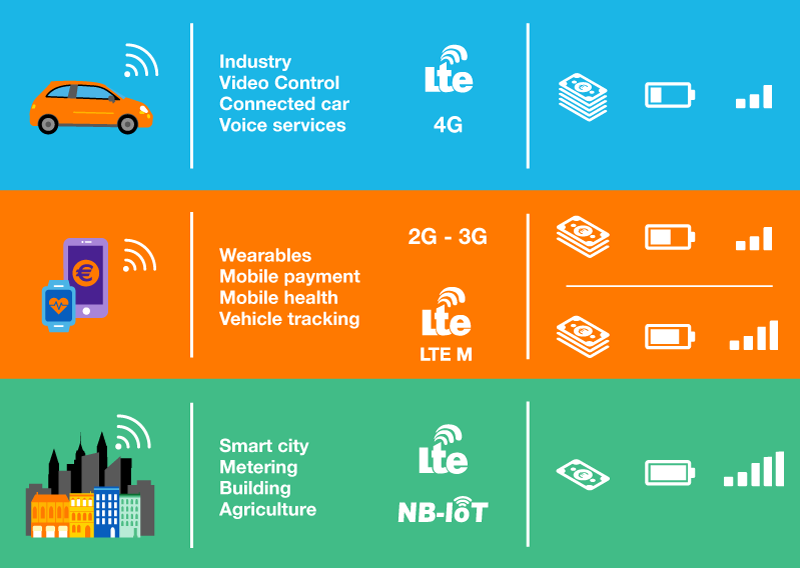 Industry
Video Control
Connected car
Voice services
Lte
4G
€
Wearables
Mobile payment
Mobile health
Vehicle tracking
2G - 3G
€
Lte
LTE M
€
€
Smart city
Metering
Building
Agriculture
Lte
NB-IoT
€